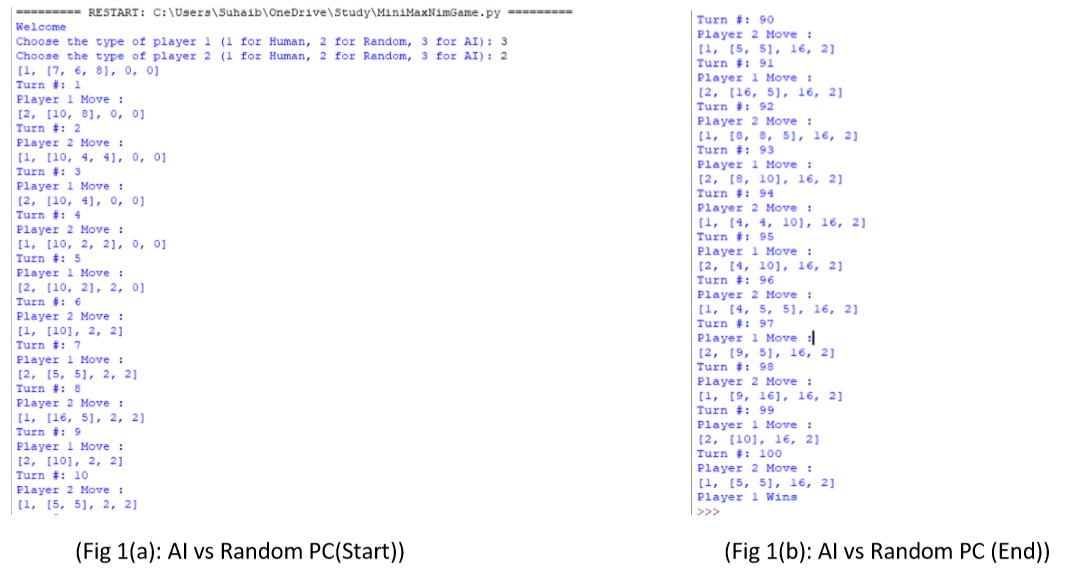 ========= RESTART: C:\Users\Suhaib\OneDrive\Study\MiniMaxNimGame.py =========
Welcome
Choose the type of player 1 (1 for Human, 2 for Random, 3 for AI): 3
Choose the type of player 2 (1 for Human, 2 for Random, 3 for AI): 2
[1, [7, 6, 8], 0, 0]
Turn #: 1
Player 1 Move :
[2, [10, 8], 0, 0]
Turn #: 2
Player 2 Move :
[1, [10, 4, 4], 0, 0]
Turn #: 3
Player 1 Move :
[2, [10, 4], 0, 0]
Turn #: 4
Player 2 Move :
[1, [10, 2, 2], 0, 0]
Turn #: 5
Player 1 Move :
[2, [10, 2], 2, 0]
Turn #: 6
Player 2 Move :
[1, [10], 2, 2]
Turn #: 7
Player 1 Move :
[2, [5, 5], 2, 2]
Turn #: 8
Player 2 Move :
[1, [16, 5], 2, 2]
Turn #: 9
Player 1 Move :
[2, [10], 2, 2]
Turn #: 10
Player 2 Move :
[1, [5, 5], 2, 2]
(Fig 1(a): AI vs Random PC(Start))
Turn #: 90
Player 2 Move :
[1, [5, 5], 16, 2]
Turn #: 91
Player 1 Move :
[2, [16, 5], 16, 2]
Turn #: 92
Player 2 Move :
[1, [8, 8, 5], 16, 2]
Turn #: 93
Player 1 Move :
[2, [8, 10], 16, 2]
Turn #: 94
Player 2 Move :
[1, [4, 4, 10], 16, 2]
Turn #: 95
Player 1 Move :
[2, [4, 10], 16, 2]
Turn #: 96
Player 2 Move :
[1, [4, 5, 5], 16, 2]
Turn #: 97
Player 1 Move :
[2, [9, 5], 16, 2]
Turn #: 98
Player 2 Move :
[1, [9, 16], 16, 2]
Turn #: 99
Player 1 Move :
[2, [10], 16, 2]
Turn #: 100
Player 2 Move :
[1, [5, 5], 16, 2]
Player 1 Wins
>>>
(Fig 1(b): AI vs Random PC (End))